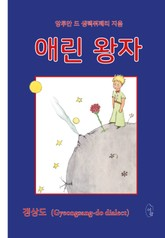 앙투안 드 생텍쥐페리 지음
애린 왕자
갱상도 (Gyeongsang-do dialect)